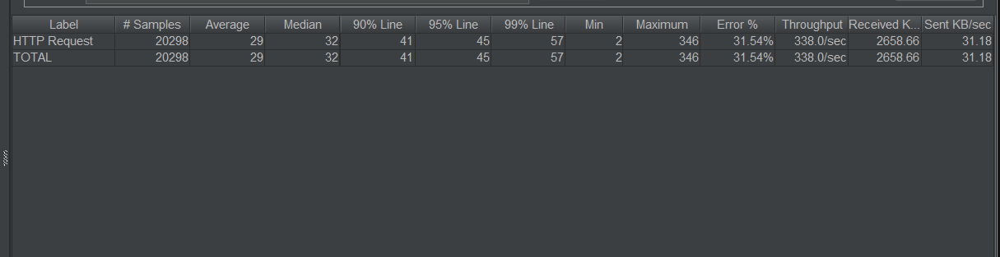 Label # Samples Average Median 90% Line 95% Line 99% Line Min Maximum Error % Throughput Received K... Sent KB/sec
HTTP Request 20298 29 32 41 45 57 2 346 31.54% 338.0/sec 2658.66 31.18
TOTAL 20298 29 32 41 45 57 2 346 31.54% 338.0/sec 2658.66 31.18